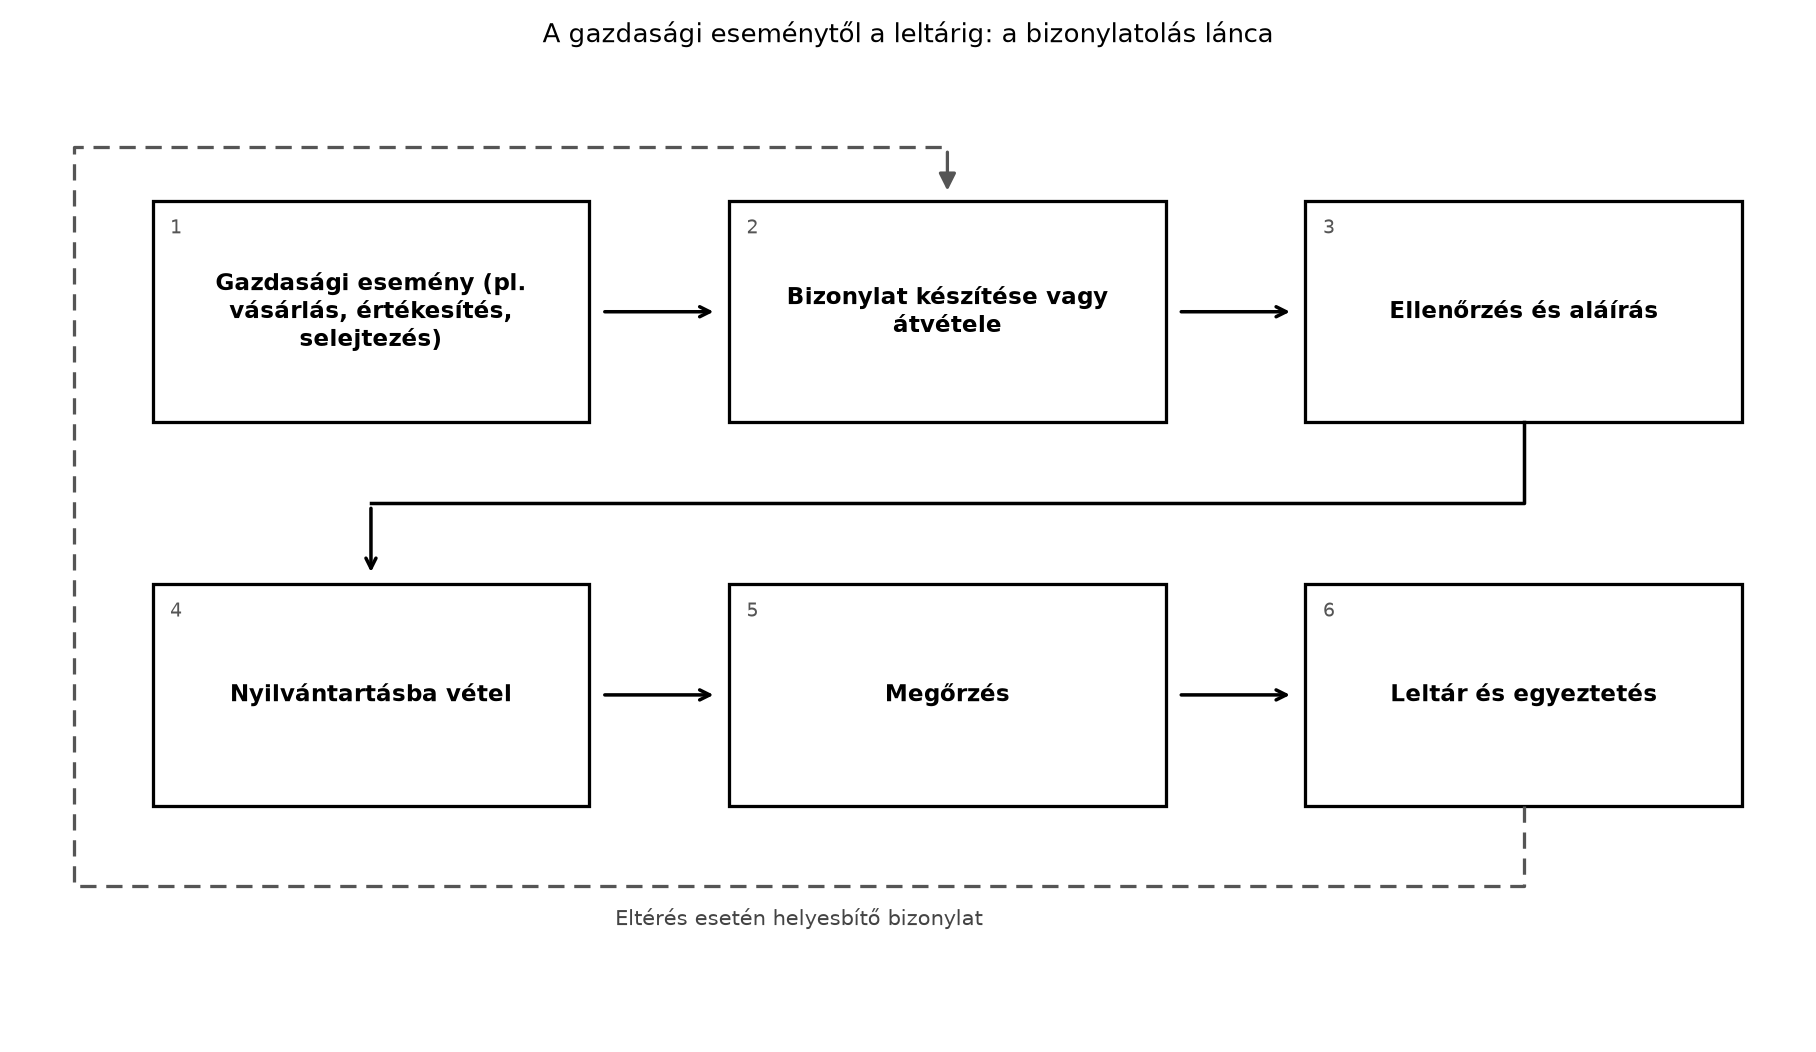 A gazdasági eseménytől a leltárig: a bizonylatolás lánca
1
Gazdasági esemény (pl.
vásárlás, értékesítés,
selejtezés)
2
Bizonylat készítése vagy
átvétele
3
Ellenőrzés és aláírás
4
Nyilvántartásba vétel
5
Megőrzés
6
Leltár és egyeztetés
Eltérés esetén helyesbítő bizonylat